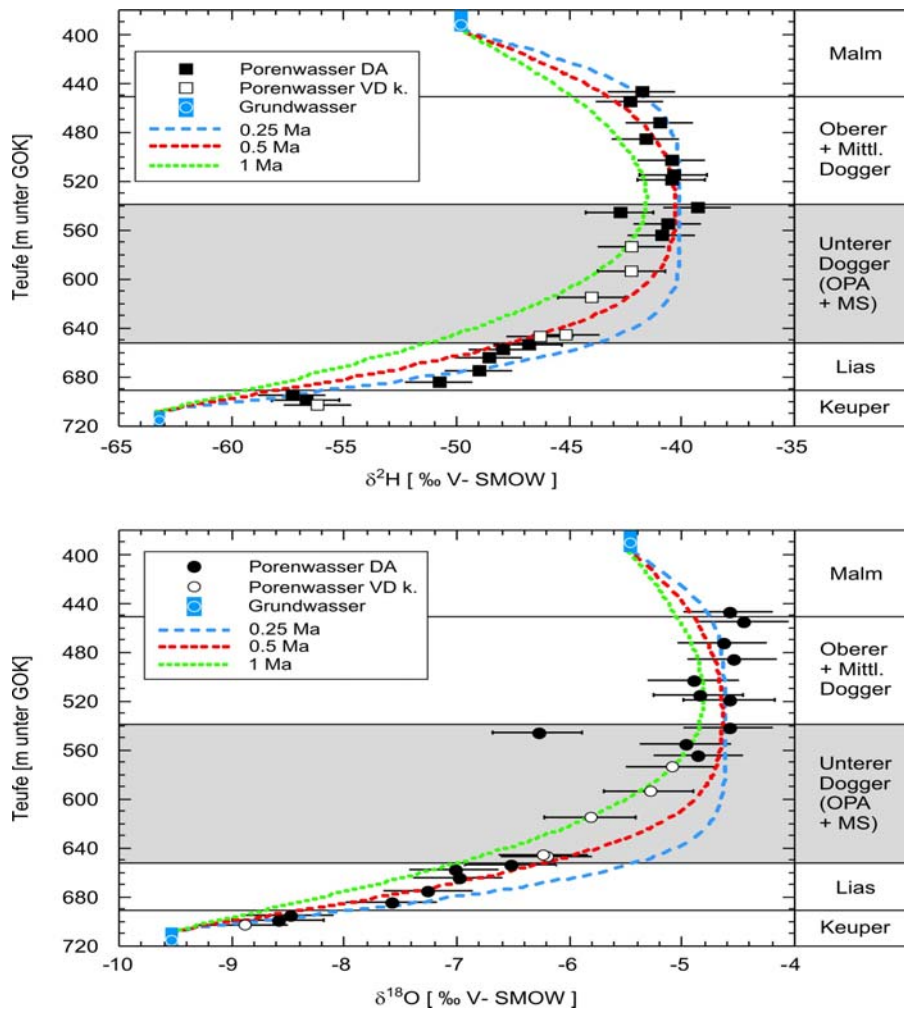 400
440
480
520
560
600
640
680
720
Teufe [m unter GOK]
Porenwasser DA
Porenwasser VD k.
Grundwasser
0.25 Ma
0.5 Ma
1 Ma
Malm
Oberer
+ Mittl.
Dogger
Unterer
Dogger
(OPA
+ MS)
Lias
Keuper
-65 -60 -55 -50 -45 -40 -35
δ²H [ ‰ V- SMOW ]
400
440
480
520
560
600
640
680
720
Teufe [m unter GOK]
Porenwasser DA
Porenwasser VD k.
Grundwasser
0.25 Ma
0.5 Ma
1 Ma
Malm
Oberer
+ Mittl.
Dogger
Unterer
Dogger
(OPA
+ MS)
Lias
Keuper
-10 -9 -8 -7 -6 -5 -4
δ¹⁸O [ ‰ V- SMOW ]